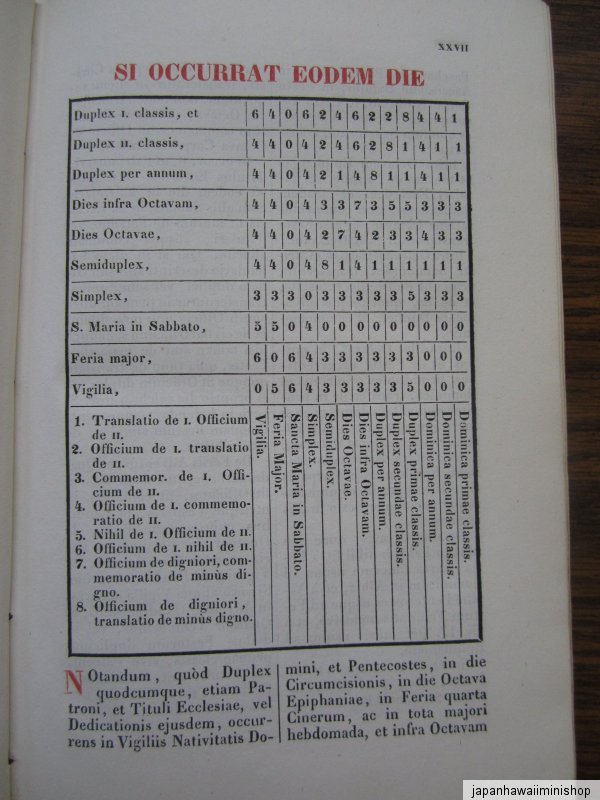 XXVII
SI OCCURRAT EODEM DIE
Duplex I. classis, et 6 4 0 6 2 4 6 2 2 8 4 4 1
Duplex II. classis, 4 4 0 4 2 4 6 2 8 1 4 1 1
Duplex per annum, 4 4 0 4 2 1 4 8 1 1 4 1 1
Dies infra Octavam, 4 4 0 4 3 3 7 3 5 5 3 3 3
Dies Octavae, 4 4 0 4 2 7 4 2 3 3 4 3 3
Semiduplex, 4 4 0 4 8 1 4 1 1 1 1 1 1
Simplex, 3 3 3 0 3 3 3 3 3 5 3 3 3
S. Maria in Sabbato, 5 5 0 4 0 0 0 0 0 0 0 0 0
Feria major, 6 0 6 4 3 3 3 3 3 3 0 0 0
Vigilia, 0 5 6 4 3 3 3 3 3 5 0 0 0
1. Translatio de I. Officium
de II.
2. Officium de I. translatio
de II.
3. Commemor. de I. Offi-
cium de II.
4. Officium de I. commemo-
ratio de II.
5. Nihil de I. Officium de II.
6. Officium de I. nihil de II.
7. Officium de digniori, com-
memoratio de minùs di-
gno.
8. Officium de digniori,
translatio de minùs digno.
Vigilia.
Feria Major.
Sancta Maria in Sabbato.
Simplex.
Semiduplex.
Dies Octavae.
Dies infra Octavam.
Duplex per annum.
Duplex secundae classis.
Duplex primae classis.
Dominica per annum.
Dominica secundae classis.
Dominica primae classis.
NOtandum, quòd Duplex
quodcumque, etiam Pa-
troni, et Tituli Ecclesiae, vel
Dedicationis ejusdem, occur-
rens in Vigiliis Nativitatis Do-
mini, et Pentecostes, in die
Circumcisionis, in die Octava
Epiphaniae, in Feria quarta
Cinerum, ac in tota majori
hebdomada, et infra Octavam
japanhawaiiminishop